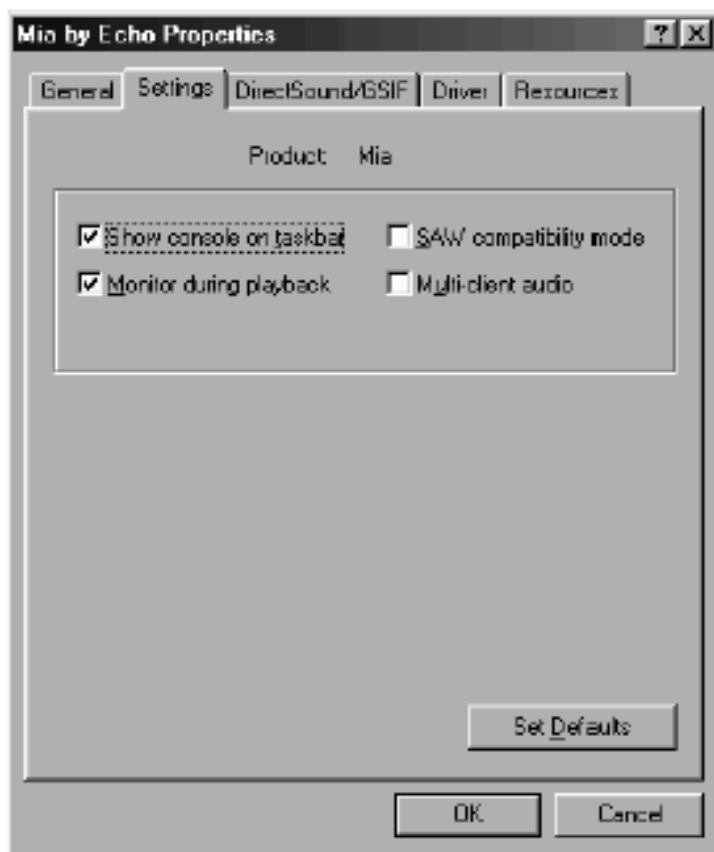 Mia by Echo Properties
General Settings DirectSound/GSIF Driver Resources
Product: Mia
Show console on taskbar SAW compatibility mode
Monitor during playback Multi-client audio
Set Defaults
OK Cancel